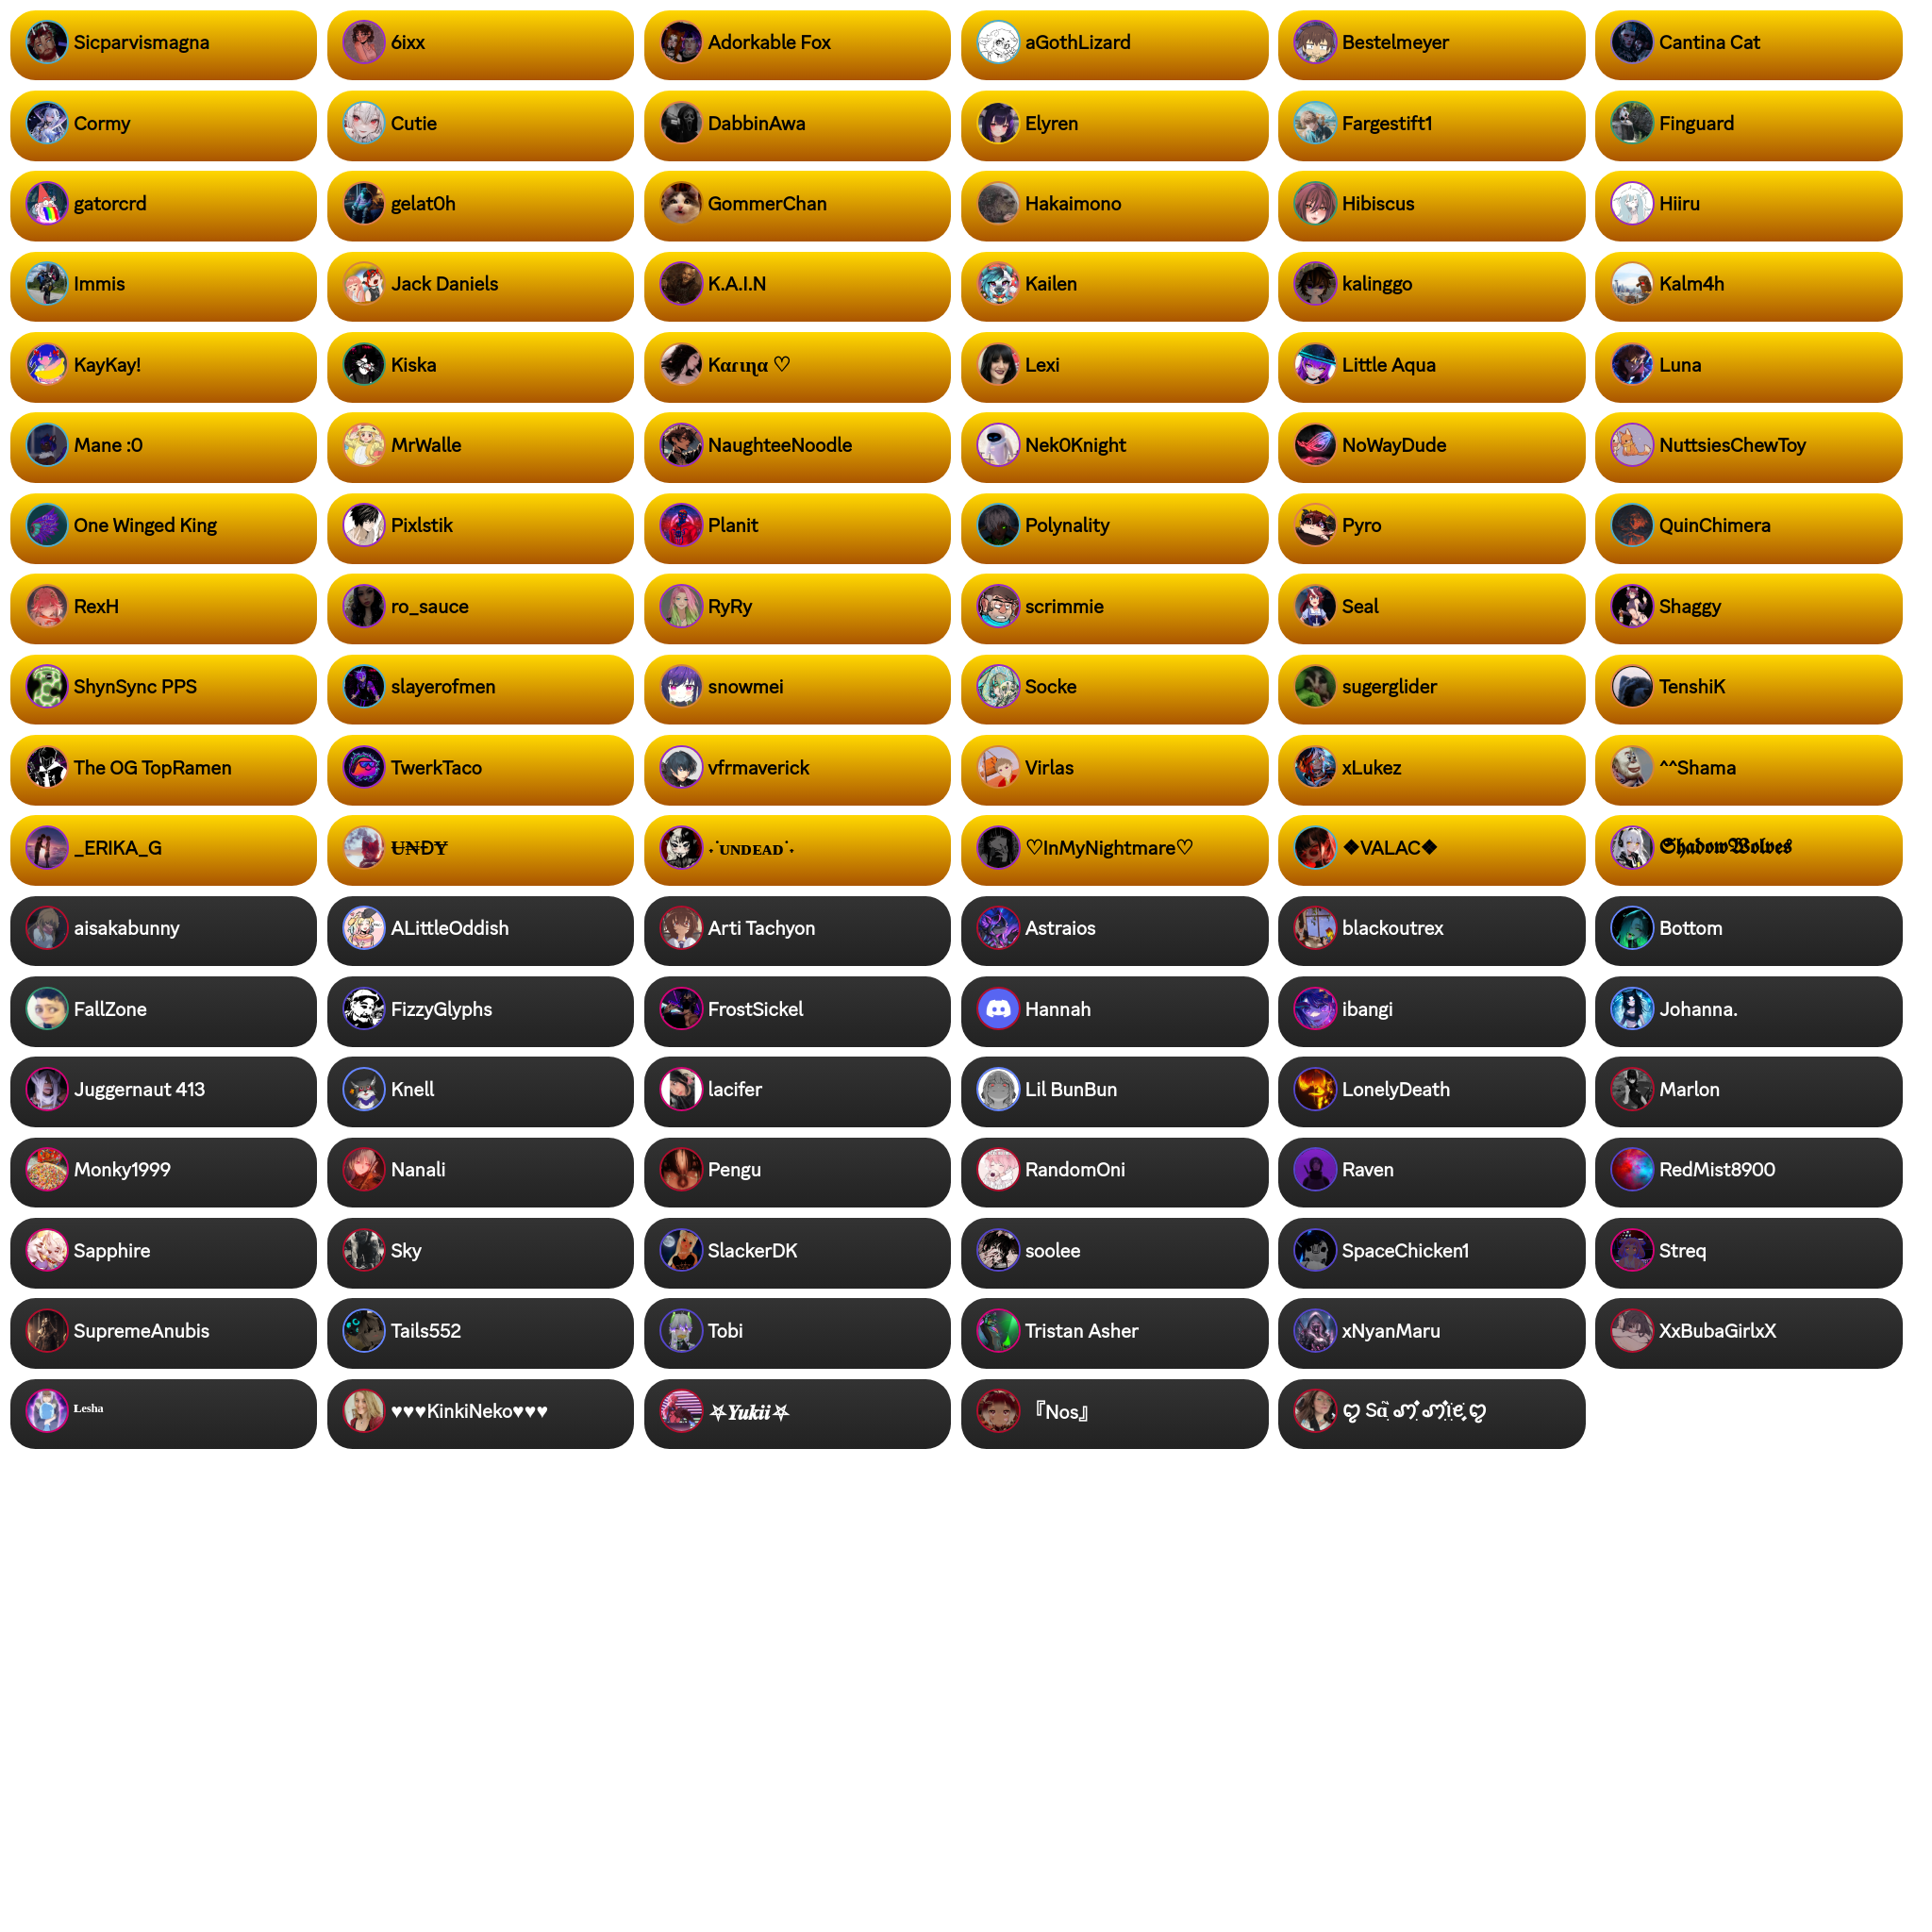 Sicparvismagna 6ixx Adorkable Fox aGothLizard Bestelmeyer Cantina Cat
Cormy Cutie DabbinAwa Elyren Fargestift1 Finguard
gatorcrd gelat0h GommerChan Hakaimono Hibiscus Hiiru
Immis Jack Daniels K.A.I.N Kailen kalinggo Kalm4h
KayKay! Kiska Kαɾιɳα ♡ Lexi Little Aqua Luna
Mane :0 MrWalle NaughteeNoodle Nek0Knight NoWayDude NuttsiesChewToy
One Winged King Pixlstik Planit Polynality Pyro QuinChimera
RexH ro_sauce RyRy scrimmie Seal Shaggy
ShynSync PPS slayerofmen snowmei Socke sugerglider TenshiK
The OG TopRamen TwerkTaco vfrmaverick Virlas xLukez ^^Shama
_ERIKA_G U̶N̶ĐɎ ˖˙ᴜɴᴅᴇᴀᴅ˙˖ ♡InMyNightmare♡ ❖VALAC❖ 𝕾𝖍𝖆𝖉𝖔𝖜𝖂𝖔𝖑𝖛𝖊𝖘
aisakabunny ALittleOddish Arti Tachyon Astraios blackoutrex Bottom
FallZone FizzyGlyphs FrostSickel Hannah ibangi Johanna.
Juggernaut 413 Knell lacifer Lil BunBun LonelyDeath Marlon
Monky1999 Nanali Pengu RandomOni Raven RedMist8900
Sapphire Sky SlackerDK soolee SpaceChicken1 Streq
SupremeAnubis Tails552 Tobi Tristan Asher xNyanMaru XxBubaGirlxX
ᴸᵉˢʰᵃ ♥♥♥KinkiNeko♥♥♥ ⛧𝒀𝒖𝒌𝒊𝒊⛧ 『Nos』